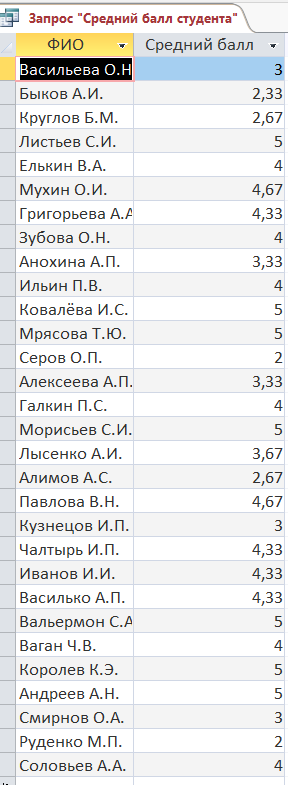 Запрос "Средний балл студента"
ФИО Средний балл
Васильева О.Н 3
Быков А.И. 2,33
Круглов Б.М. 2,67
Листьев С.И. 5
Елькин В.А. 4
Мухин О.И. 4,67
Григорьева А.А 4,33
Зубова О.Н. 4
Анохина А.П. 3,33
Ильин П.В. 4
Ковалёва И.С. 5
Мрясова Т.Ю. 5
Серов О.П. 2
Алексеева А.П. 3,33
Галкин П.С. 4
Морисьев С.И. 5
Лысенко А.И. 3,67
Алимов А.С. 2,67
Павлова В.Н. 4,67
Кузнецов И.П. 3
Чалтырь И.П. 4,33
Иванов И.И. 4,33
Василько А.П. 4,33
Вальермон С.А 5
Ваган Ч.В. 4
Королев К.Э. 5
Андреев А.Н. 5
Смирнов О.А. 3
Руденко М.П. 2
Соловьев А.А. 4